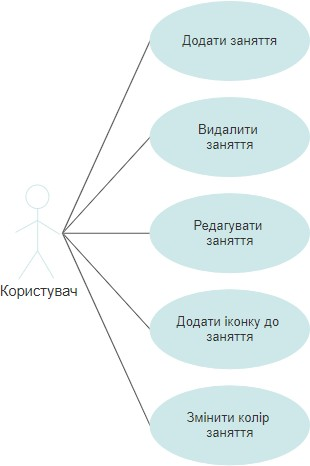 Додати заняття
Видалити
заняття
Редагувати
заняття
Користувач
Додати іконку до
заняття
Змінити колір
заняття